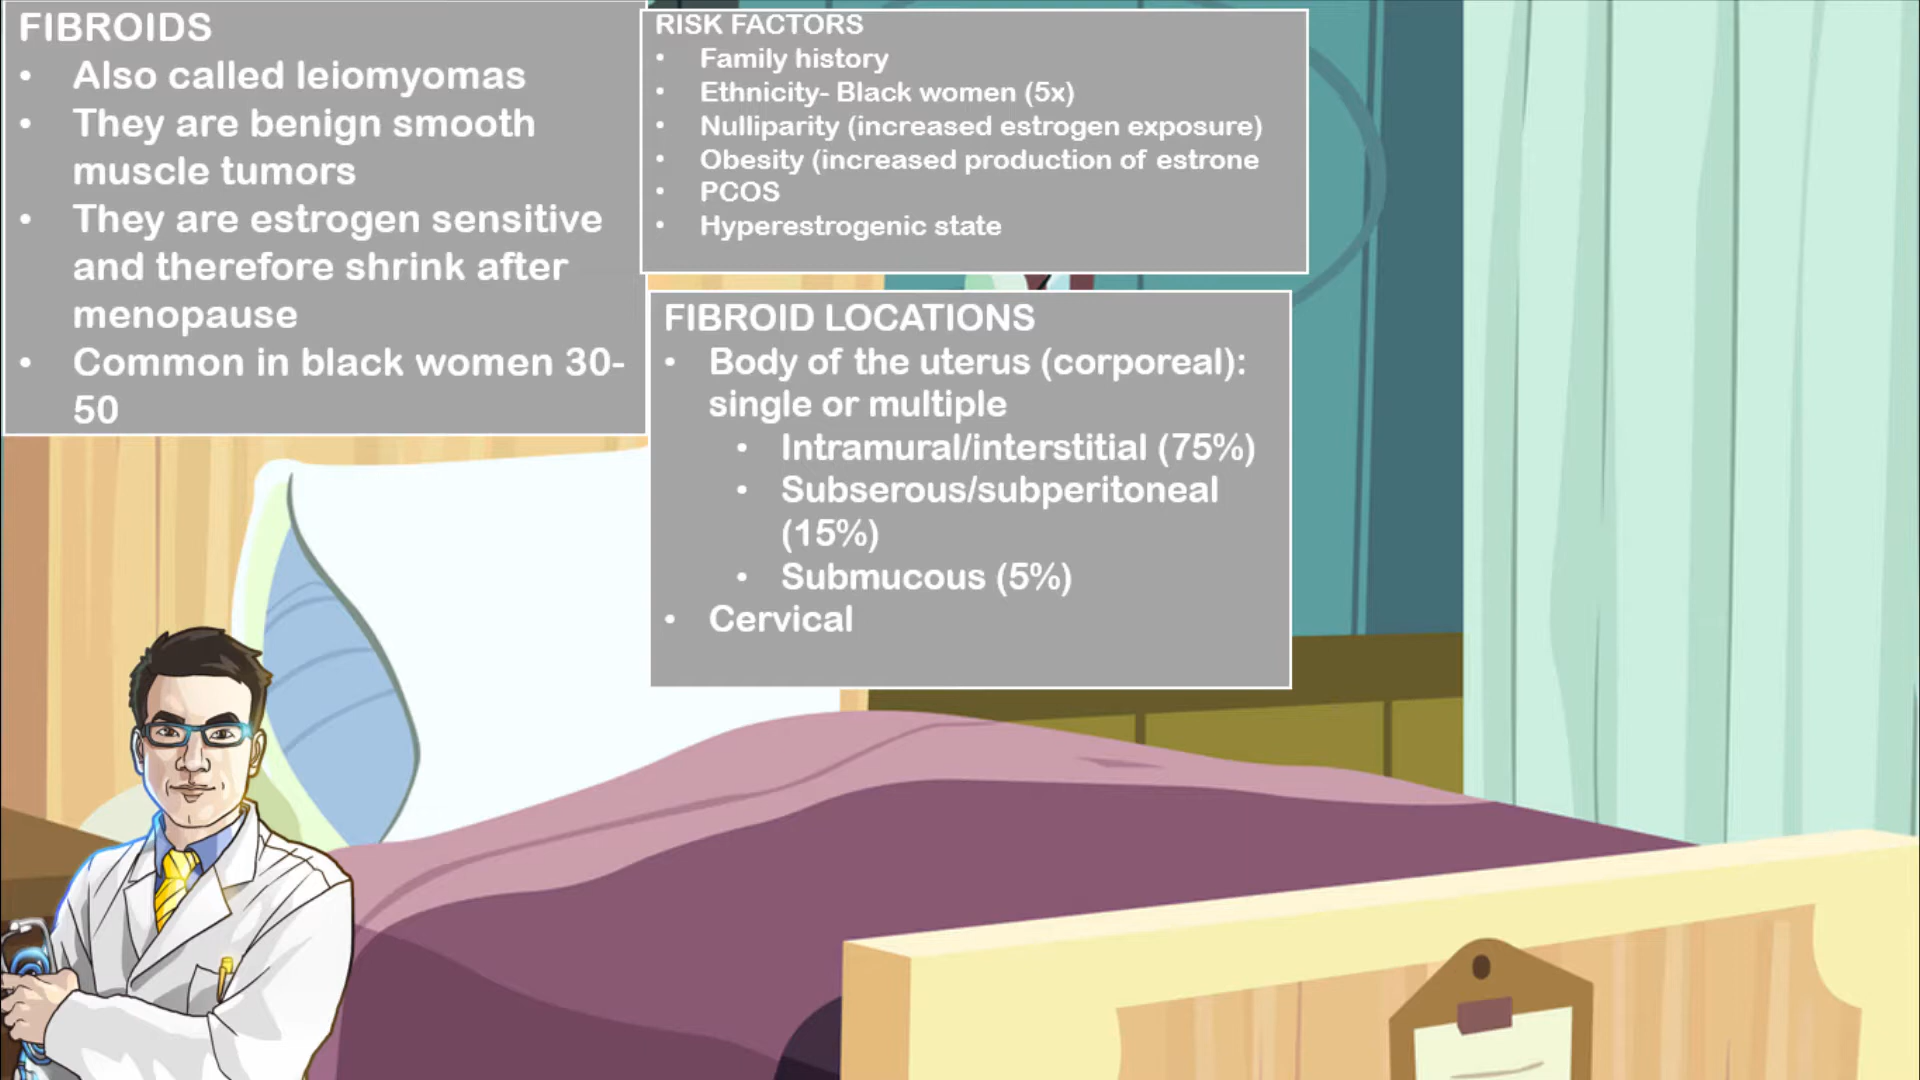 FIBROIDS
• Also called leiomyomas
• They are benign smooth
muscle tumors
• They are estrogen sensitive
and therefore shrink after
menopause
• Common in black women 30-
50
RISK FACTORS
• Family history
• Ethnicity- Black women (5x)
• Nulliparity (increased estrogen exposure)
• Obesity (increased production of estrone
• PCOS
• Hyperestrogenic state
FIBROID LOCATIONS
• Body of the uterus (corporeal):
single or multiple
• Intramural/interstitial (75%)
• Subserous/subperitoneal
(15%)
• Submucous (5%)
• Cervical